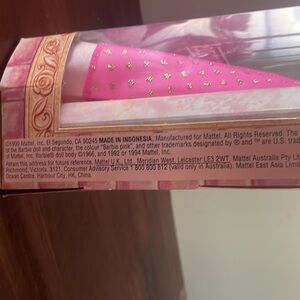 ©1999 Mattel, Inc. El Segundo, CA 90245 MADE IN INDONESIA. Manufactured for Mattel. All Rights Reserved. The
of the Barbie doll and character, the colour "Barbie pink", and other trademarks designated by ® and ™ are U.S. trad
of Mattel, Inc. Barbie® doll body ©1966, and 1992 or 1994 Mattel, Inc.
Retain this address for future reference. Mattel U.K., Ltd., Meridian West, Leicester LE3 2WT. Mattel Australia Pty L
Richmond, Victoria. 3121. Consumer Advisory Service 1 800 800 812 (valid only in Australia). Mattel East Asia Limi
Ocean Centre, Harbour City, HK, China.